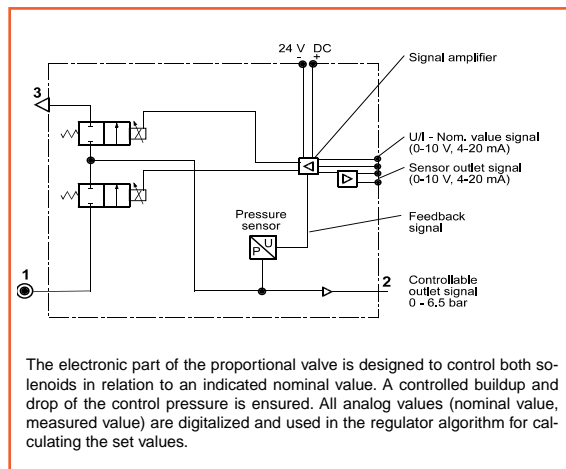 24 V DC
- +
Signal amplifier
3
U/I - Nom. value signal
(0-10 V, 4-20 mA)
Sensor outlet signal
(0-10 V, 4-20 mA)
Pressure
sensor
Feedback
signal
U
P
1
2
Controllable
outlet signal
0 - 6.5 bar
The electronic part of the proportional valve is designed to control both so-
lenoids in relation to an indicated nominal value. A controlled buildup and
drop of the control pressure is ensured. All analog values (nominal value,
measured value) are digitalized and used in the regulator algorithm for cal-
culating the set values.